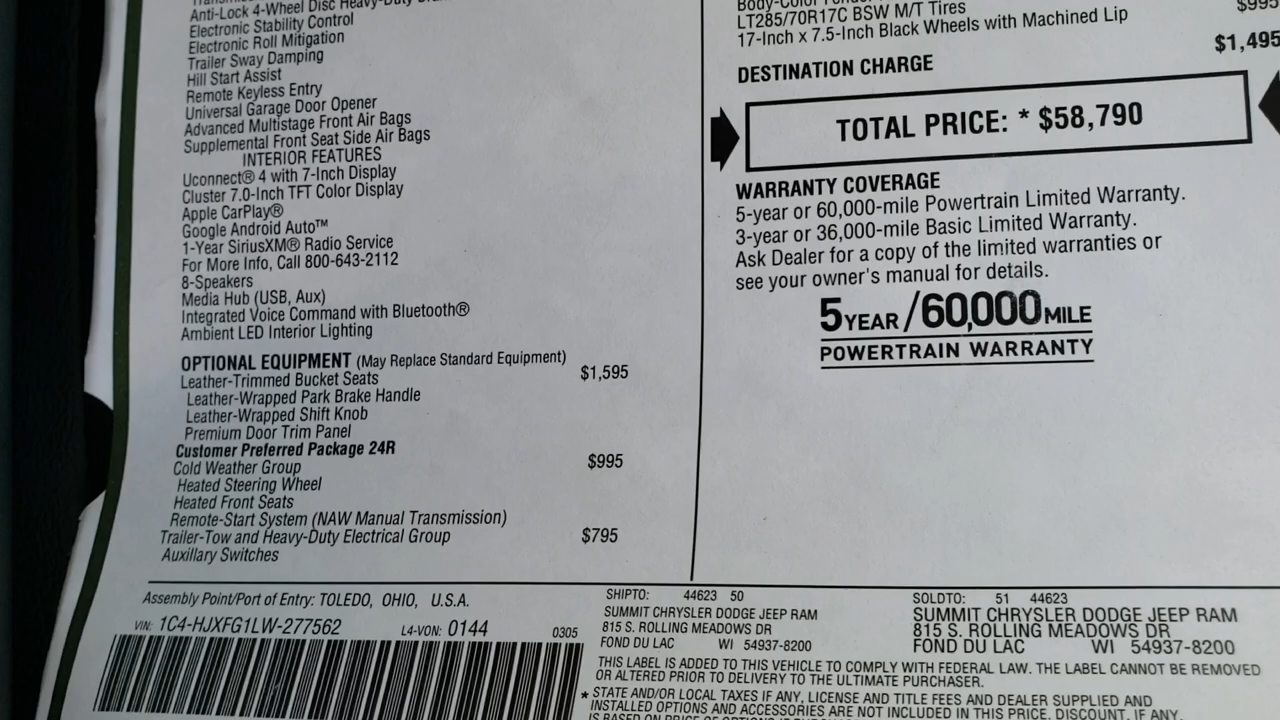 Anti-Lock 4-Wheel Disc Heavy-Duty
Electronic Stability Control
Electronic Roll Mitigation
Trailer Sway Damping
Hill Start Assist
Remote Keyless Entry
Universal Garage Door Opener
Advanced Multistage Front Air Bags
Supplemental Front Seat Side Air Bags
INTERIOR FEATURES
Uconnect® 4 with 7-Inch Display
Cluster 7.0-Inch TFT Color Display
Apple CarPlay®
Google Android Auto™
1-Year SiriusXM® Radio Service
For More Info, Call 800-643-2112
8-Speakers
Media Hub (USB, Aux)
Integrated Voice Command with Bluetooth®
Ambient LED Interior Lighting
OPTIONAL EQUIPMENT (May Replace Standard Equipment)
Leather-Trimmed Bucket Seats $1,595
Leather-Wrapped Park Brake Handle
Leather-Wrapped Shift Knob
Premium Door Trim Panel
Customer Preferred Package 24R
Cold Weather Group $995
Heated Steering Wheel
Heated Front Seats
Remote-Start System (NAW Manual Transmission)
Trailer-Tow and Heavy-Duty Electrical Group $795
Auxillary Switches
Body-Color $995
LT285/70R17C BSW M/T Tires
17-Inch x 7.5-Inch Black Wheels with Machined Lip
DESTINATION CHARGE $1,495
TOTAL PRICE: * $58,790
WARRANTY COVERAGE
5-year or 60,000-mile Powertrain Limited Warranty.
3-year or 36,000-mile Basic Limited Warranty.
Ask Dealer for a copy of the limited warranties or
see your owner's manual for details.
5 YEAR/60,000 MILE
POWERTRAIN WARRANTY
Assembly Point/Port of Entry: TOLEDO, OHIO, U.S.A.
VIN: 1C4-HJXFG1LW-277562 L4-VON: 0144 0305
SHIPTO: 44623 50
SUMMIT CHRYSLER DODGE JEEP RAM
815 S. ROLLING MEADOWS DR
FOND DU LAC WI 54937-8200
SOLDTO: 51 44623
SUMMIT CHRYSLER DODGE JEEP RAM
815 S. ROLLING MEADOWS DR
FOND DU LAC WI 54937-8200
THIS LABEL IS ADDED TO THIS VEHICLE TO COMPLY WITH FEDERAL LAW. THE LABEL CANNOT BE REMOVED
OR ALTERED PRIOR TO DELIVERY TO THE ULTIMATE PURCHASER.
* STATE AND/OR LOCAL TAXES IF ANY, LICENSE AND TITLE FEES AND DEALER SUPPLIED AND
INSTALLED OPTIONS AND ACCESSORIES ARE NOT INCLUDED IN THIS PRICE. DISCOUNT, IF ANY,